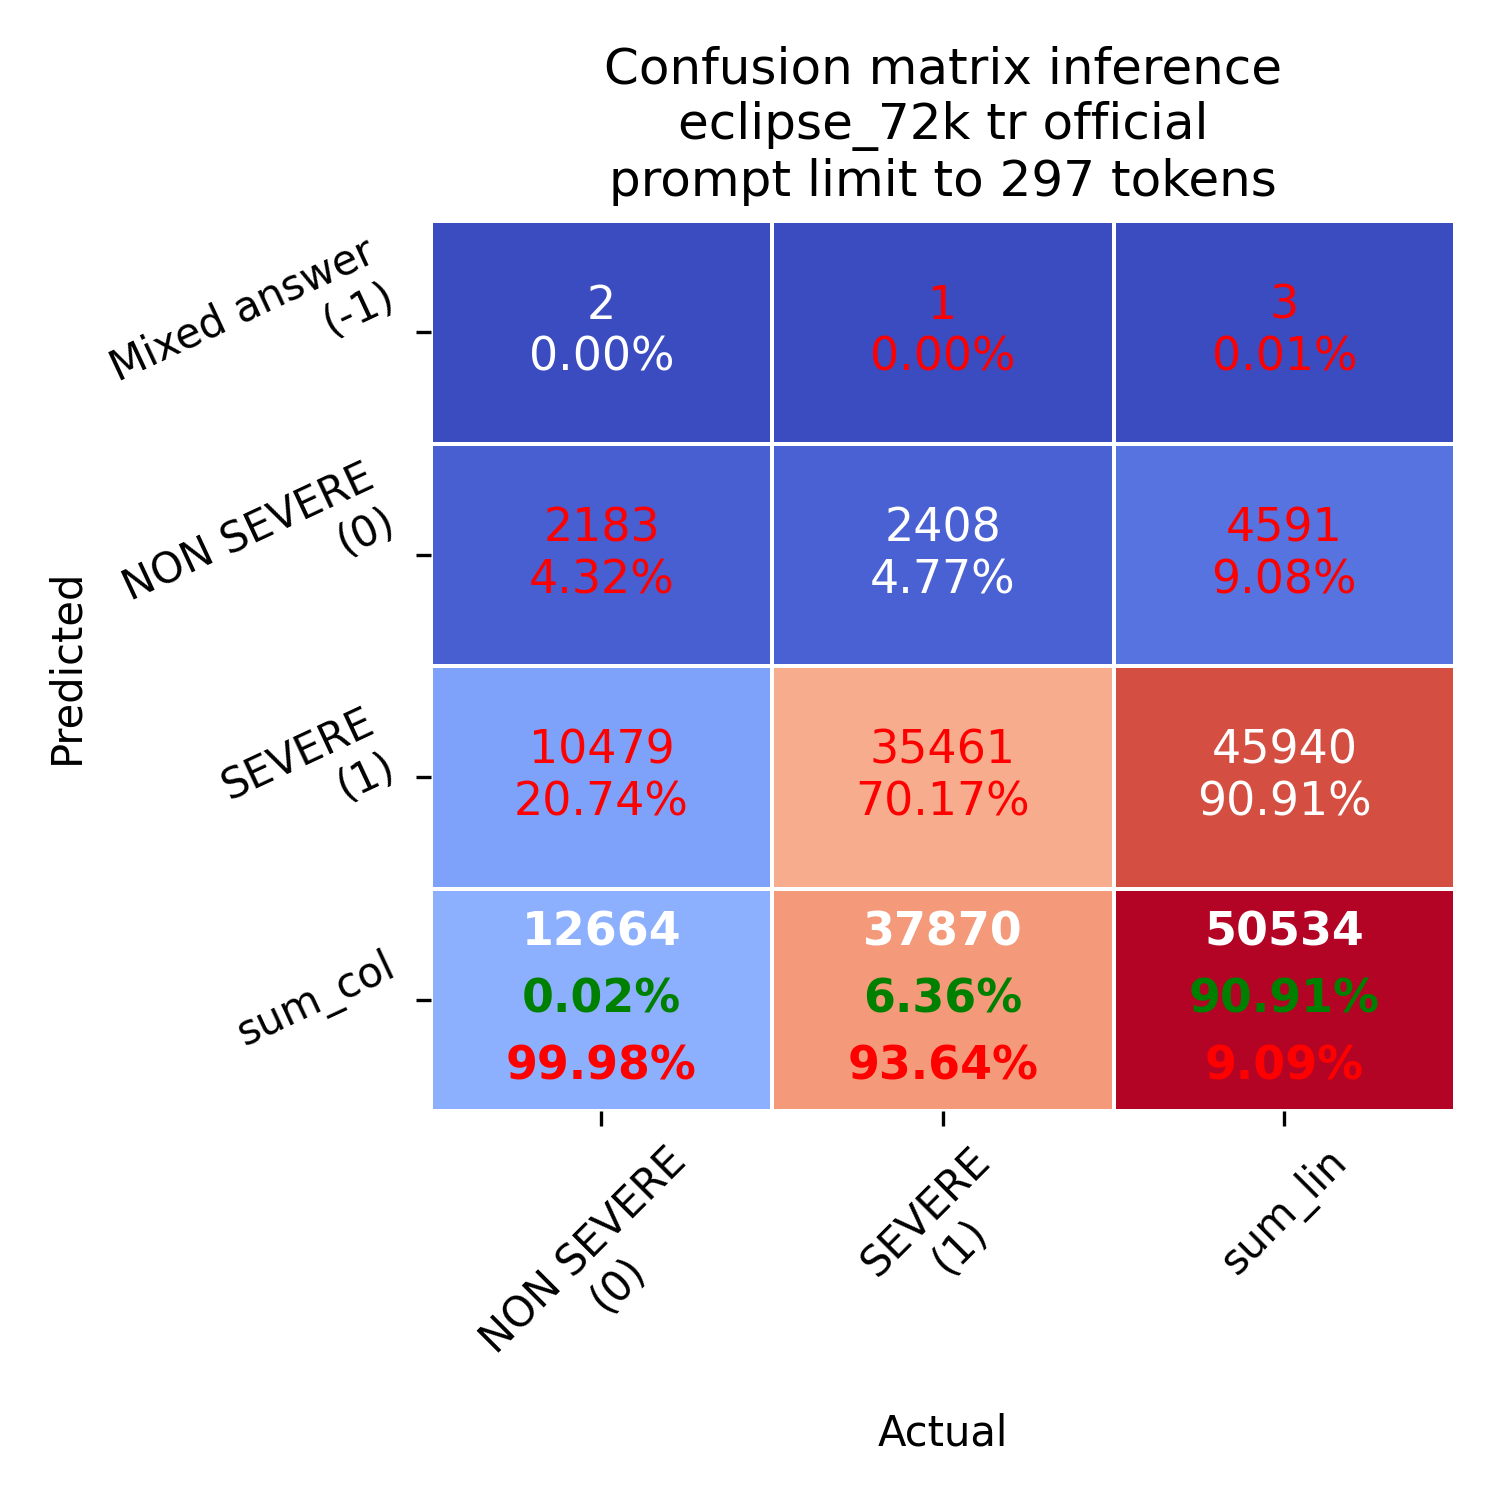 Confusion matrix inference
eclipse_72k tr official
prompt limit to 297 tokens
Predicted
Mixed answer
(-1)
2
0.00%
1
0.00%
3
0.01%
NON SEVERE
(0)
2183
4.32%
2408
4.77%
4591
9.08%
SEVERE
(1)
10479
20.74%
35461
70.17%
45940
90.91%
sum_col
12664
0.02%
99.98%
37870
6.36%
93.64%
50534
90.91%
9.09%
NON SEVERE
(0)
SEVERE
(1)
sum_lin
Actual